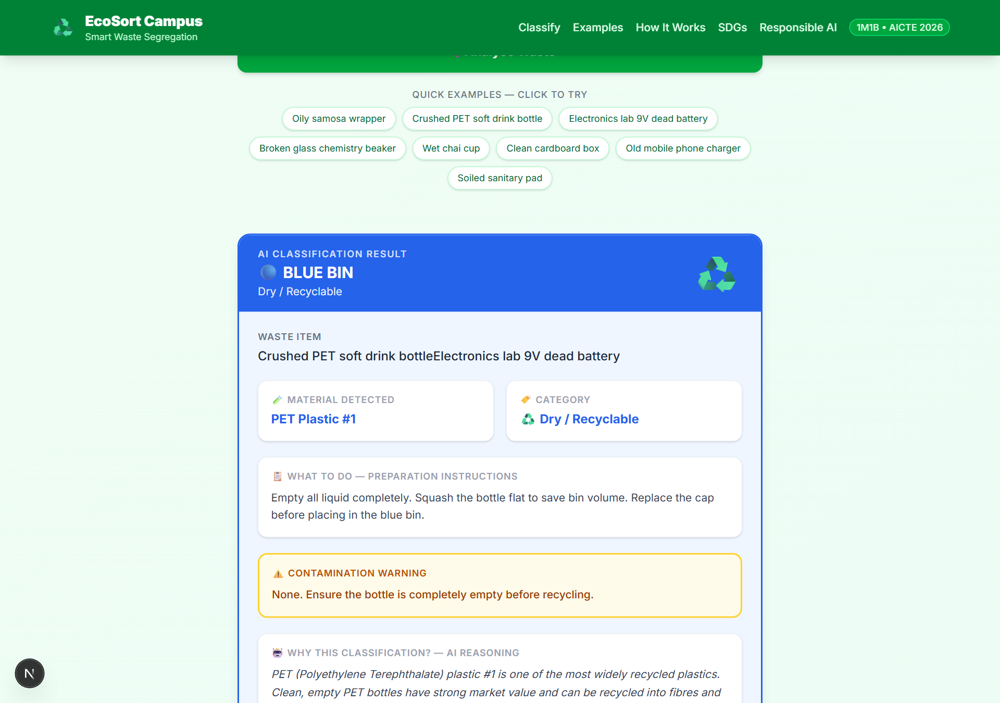 EcoSort Campus
Smart Waste Segregation
Classify
Examples
How It Works
SDGs
Responsible AI
1M1B • AICTE 2026
QUICK EXAMPLES — CLICK TO TRY
Oily samosa wrapper
Crushed PET soft drink bottle
Electronics lab 9V dead battery
Broken glass chemistry beaker
Wet chai cup
Clean cardboard box
Old mobile phone charger
Soiled sanitary pad
AI CLASSIFICATION RESULT
BLUE BIN
Dry / Recyclable
WASTE ITEM
Crushed PET soft drink bottleElectronics lab 9V dead battery
MATERIAL DETECTED
PET Plastic #1
CATEGORY
Dry / Recyclable
WHAT TO DO — PREPARATION INSTRUCTIONS
Empty all liquid completely. Squash the bottle flat to save bin volume. Replace the cap
before placing in the blue bin.
CONTAMINATION WARNING
None. Ensure the bottle is completely empty before recycling.
WHY THIS CLASSIFICATION? — AI REASONING
PET (Polyethylene Terephthalate) plastic #1 is one of the most widely recycled plastics.
Clean, empty PET bottles have strong market value and can be recycled into fibres and
N